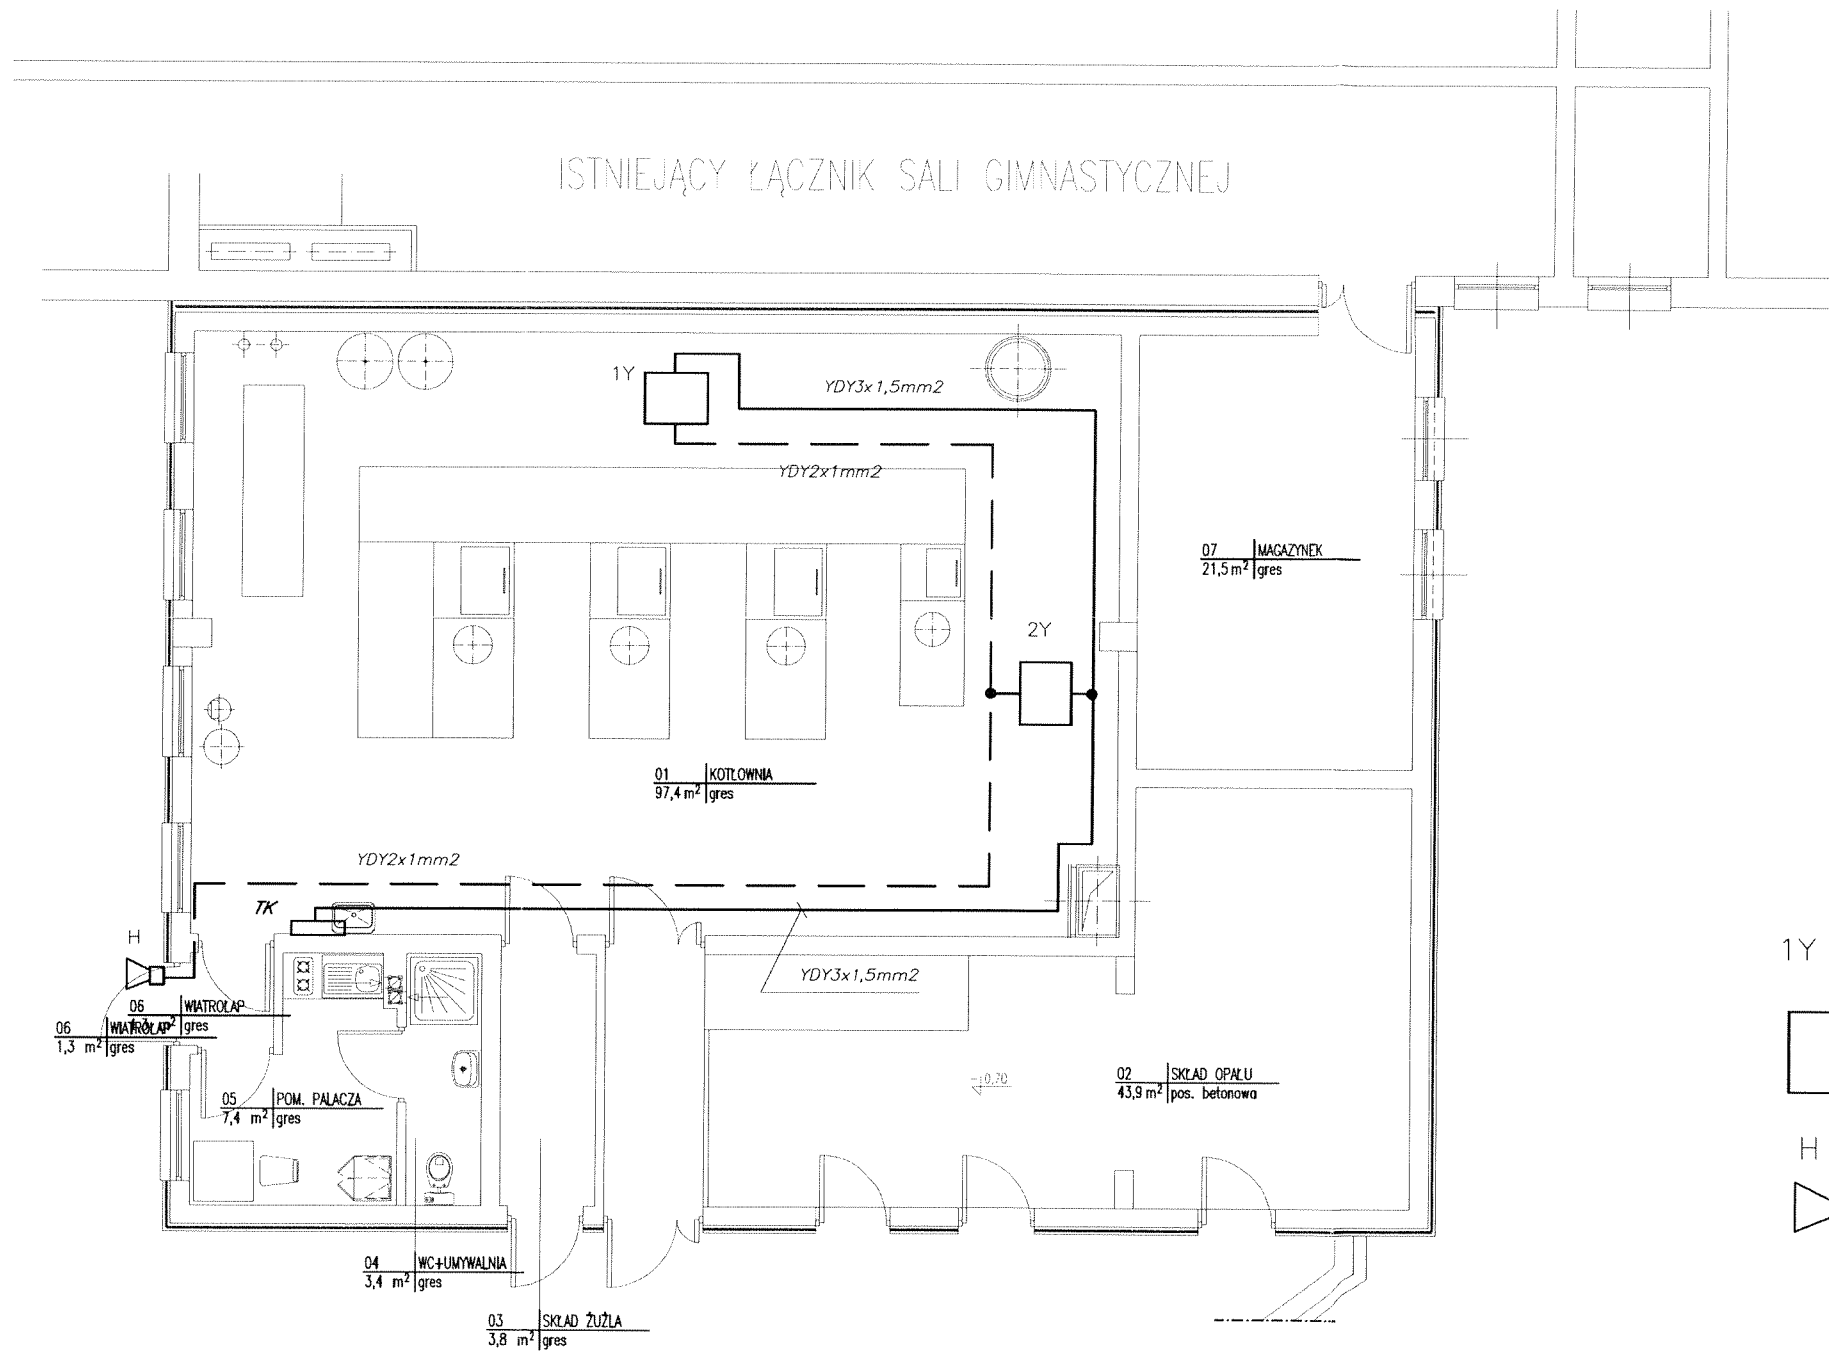 ISTNIEJĄCY ŁĄCZNIK SALI GIMNASTYCZNEJ
1Y
YDY3x1,5mm2
YDY2x1mm2
07 MAGAZYNEK
21,5 m² gres
2Y
01 KOTŁOWNIA
97,4 m² gres
YDY2x1mm2
TK
H
1Y
YDY3x1,5mm2
06 WIATROŁAP
m² gres
06 WIATROŁAP
1,3 m² gres
-0,70
02 SKŁAD OPAŁU
43,9 m² pos. betonowa
05 POM. PALACZA
7,4 m² gres
H
04 WC+UMYWALNIA
3,4 m² gres
03 SKŁAD ŻUŻLA
3,8 m² gres